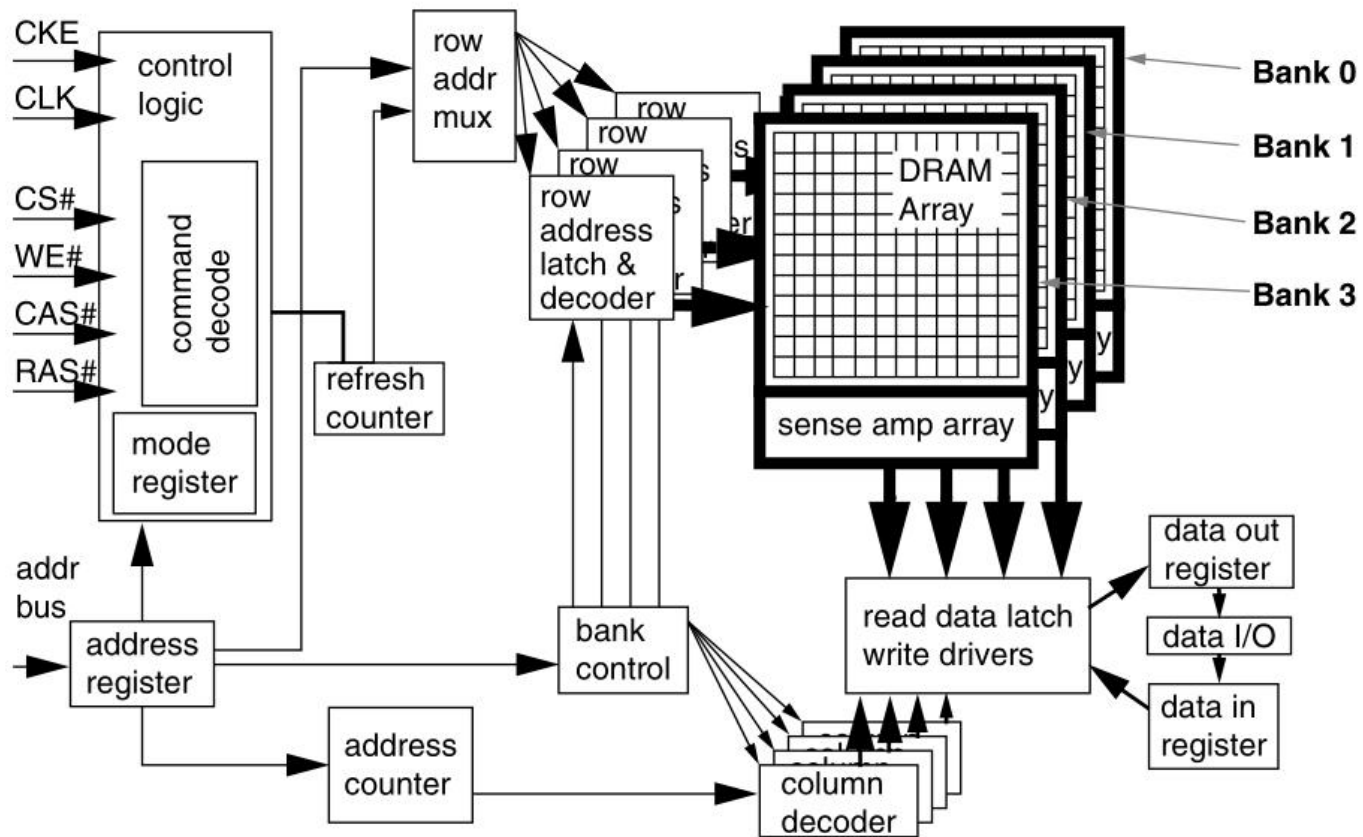 CKE
CLK
CS#
WE#
CAS#
RAS#
control
logic
command
decode
mode
register
addr
bus
address
register
refresh
counter
row
addr
mux
row
row
row
row
address
latch &
decoder
s
s
s
er
r
DRAM
Array
sense amp array
y
y
y
Bank 0
Bank 1
Bank 2
Bank 3
bank
control
address
counter
column
decoder
read data latch
write drivers
data out
register
data I/O
data in
register